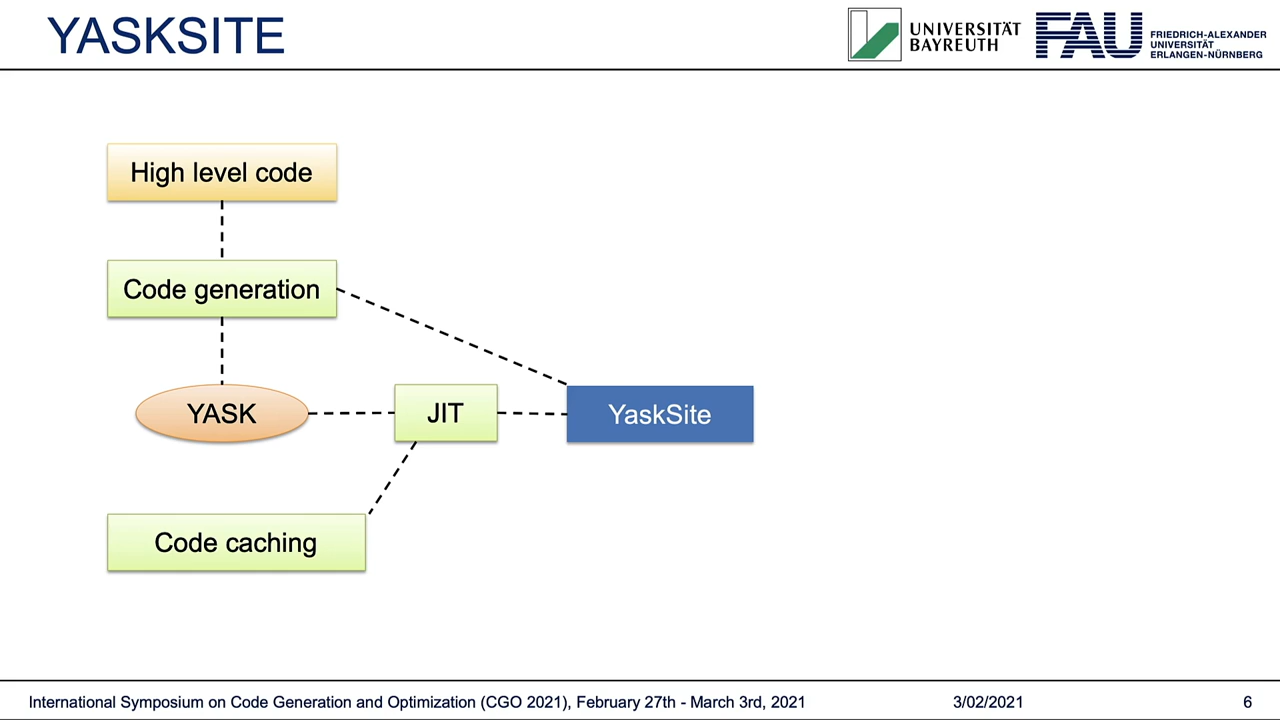 YASKSITE
UNIVERSITÄT
BAYREUTH
FAU
FRIEDRICH-ALEXANDER
UNIVERSITÄT
ERLANGEN-NÜRNBERG
High level code
Code generation
YASK
JIT
YaskSite
Code caching
International Symposium on Code Generation and Optimization (CGO 2021), February 27th - March 3rd, 2021
3/02/2021
6